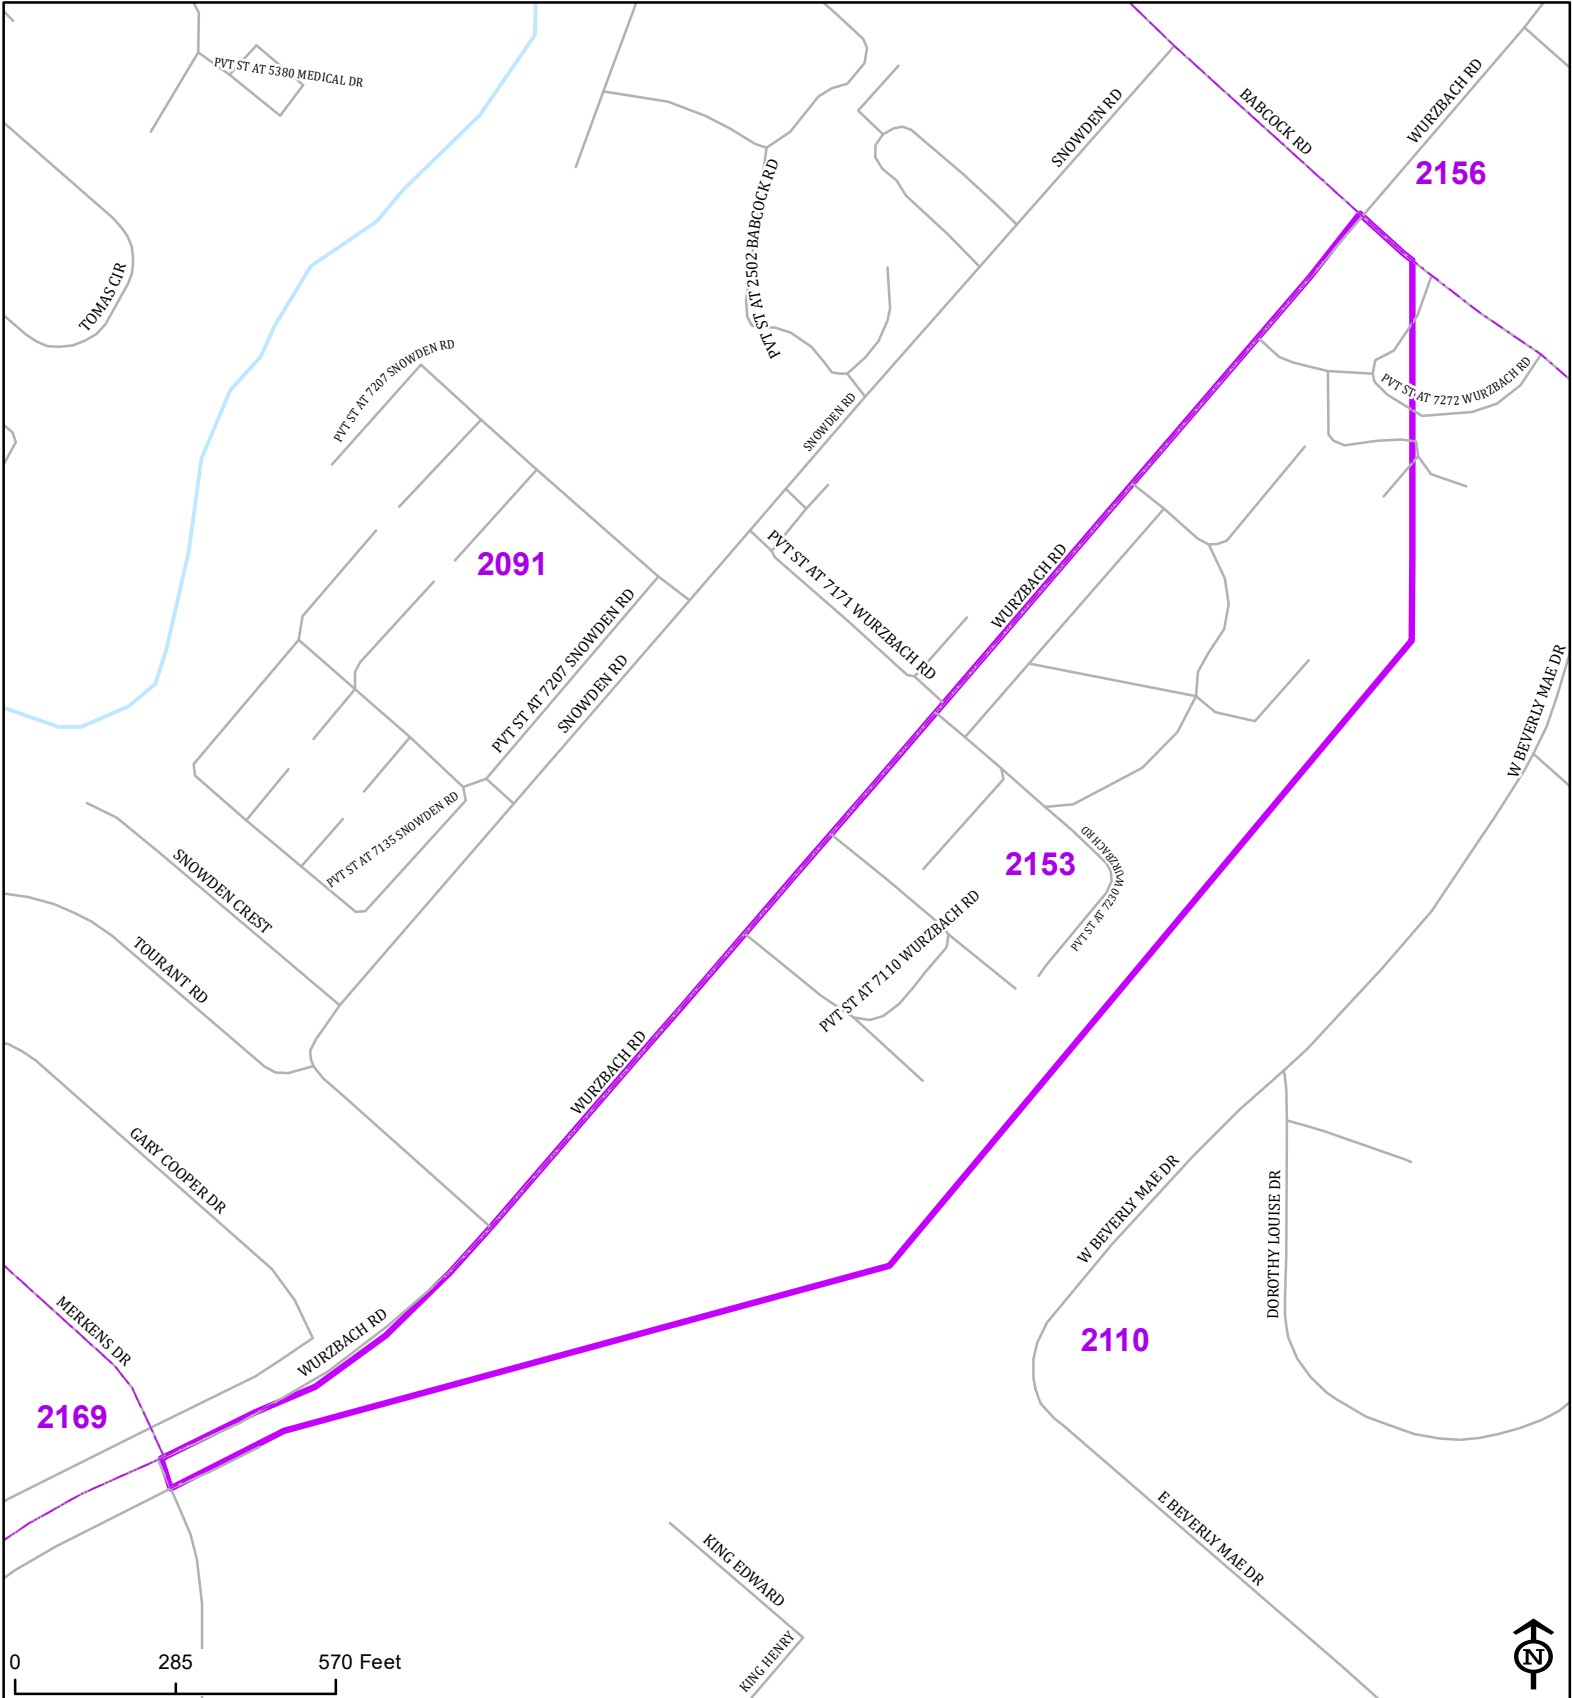 PVT ST AT 5380 MEDICAL DR
BABCOCK RD
WURZBACH RD
SNOWDEN RD
2156
PVT ST AT 2502 BABCOCK RD
TOMAS CIR
PVT ST AT 7207 SNOWDEN RD
PVT ST AT 7272 WURZBACH RD
SNOWDEN RD
2091
PVT ST AT 7171 WURZBACH RD
WURZBACH RD
PVT ST AT 7207 SNOWDEN RD
SNOWDEN RD
W BEVERLY MAE DR
PVT ST AT 7135 SNOWDEN RD
SNOWDEN CREST
2153
PVT ST AT 7230 WURZBACH RD
PVT ST AT 7110 WURZBACH RD
TOURANT RD
WURZBACH RD
GARY COOPER DR
W BEVERLY MAE DR
DOROTHY LOUISE DR
MERKENS DR
WURZBACH RD
2110
2169
E BEVERLY MAE DR
KING EDWARD
KING HENRY
0 285 570 Feet
N